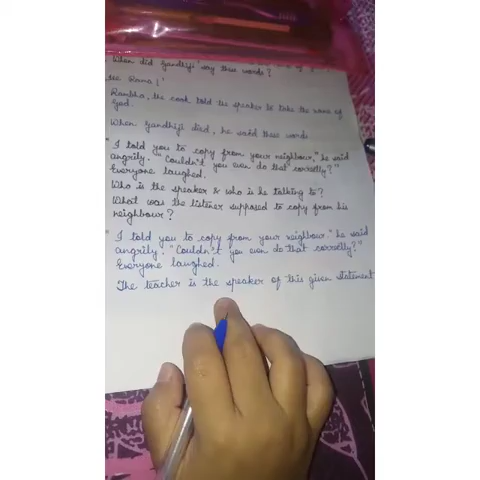 When did Gandhiji say these words?
Rama!'
Rambha, the cook told the speaker to take the name of
God.
When Gandhiji died, he said these words
"I told you to copy from your neighbour," he said
angrily. "Couldn't you even do that correctly?"
Everyone laughed.
Who is the speaker & who is he talking to?
What was the listener supposed to copy from his
neighbour?
"I told you to copy from your neighbour." he said
angrily. "Couldn't you even do that correctly?"
Everyone laughed.
The teacher is the speaker of this given statement